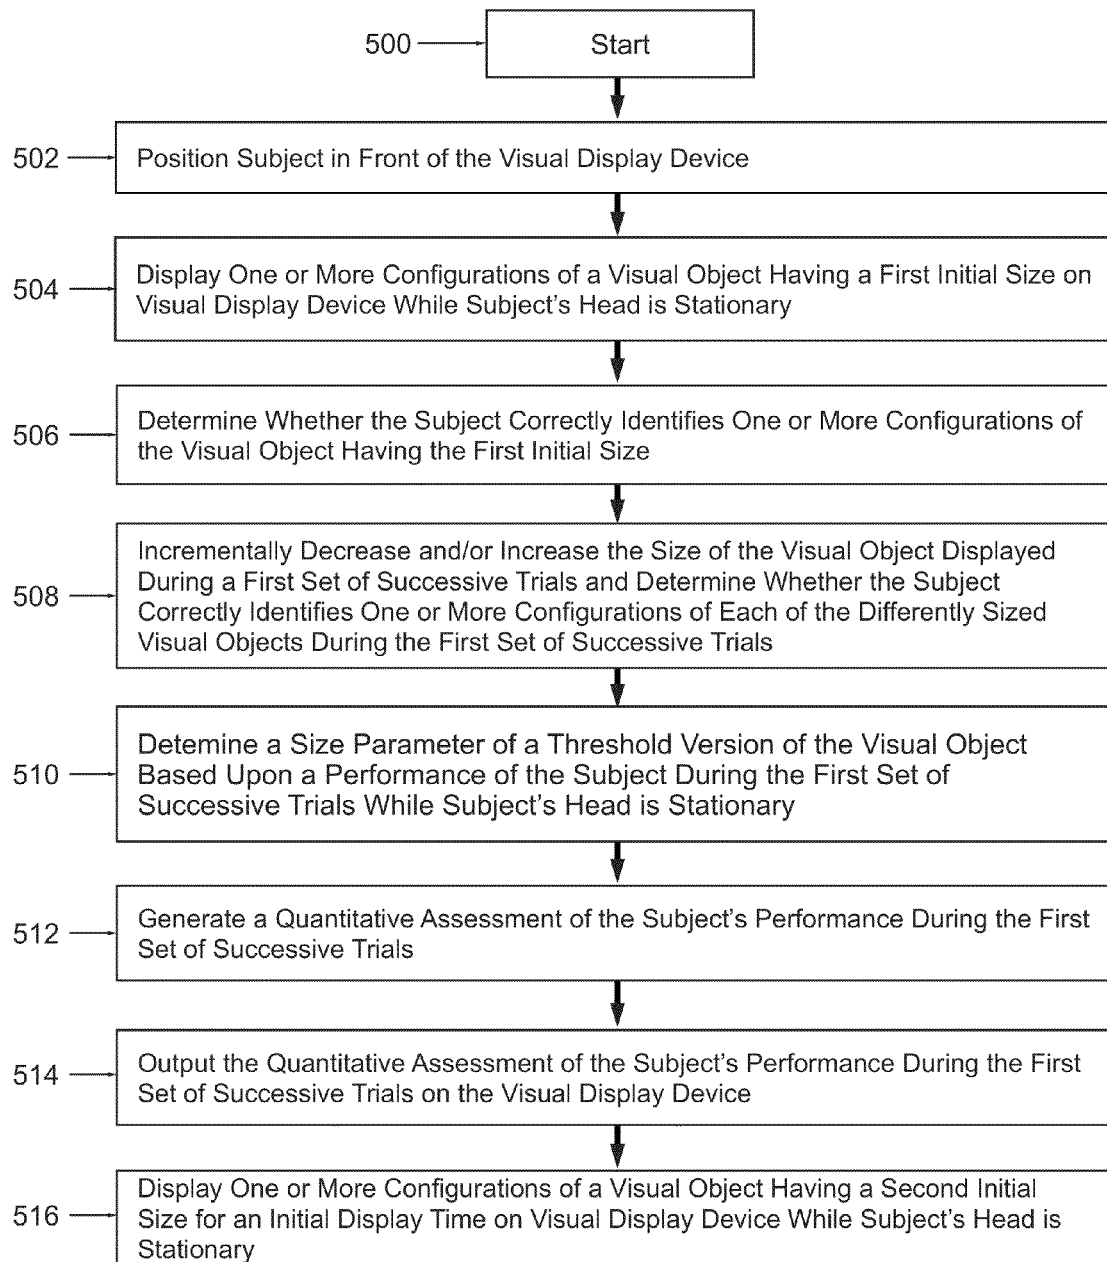 500
Start
502
Position Subject in Front of the Visual Display Device
504
Display One or More Configurations of a Visual Object Having a First Initial Size on
Visual Display Device While Subject's Head is Stationary
506
Determine Whether the Subject Correctly Identifies One or More Configurations of
the Visual Object Having the First Initial Size
508
Incrementally Decrease and/or Increase the Size of the Visual Object Displayed
During a First Set of Successive Trials and Determine Whether the Subject
Correctly Identifies One or More Configurations of Each of the Differently Sized
Visual Objects During the First Set of Successive Trials
510
Detemine a Size Parameter of a Threshold Version of the Visual Object
Based Upon a Performance of the Subject During the First Set of
Successive Trials While Subject's Head is Stationary
512
Generate a Quantitative Assessment of the Subject's Performance During the First
Set of Successive Trials
514
Output the Quantitative Assessment of the Subject's Performance During the First
Set of Successive Trials on the Visual Display Device
516
Display One or More Configurations of a Visual Object Having a Second Initial
Size for an Initial Display Time on Visual Display Device While Subject's Head is
Stationary